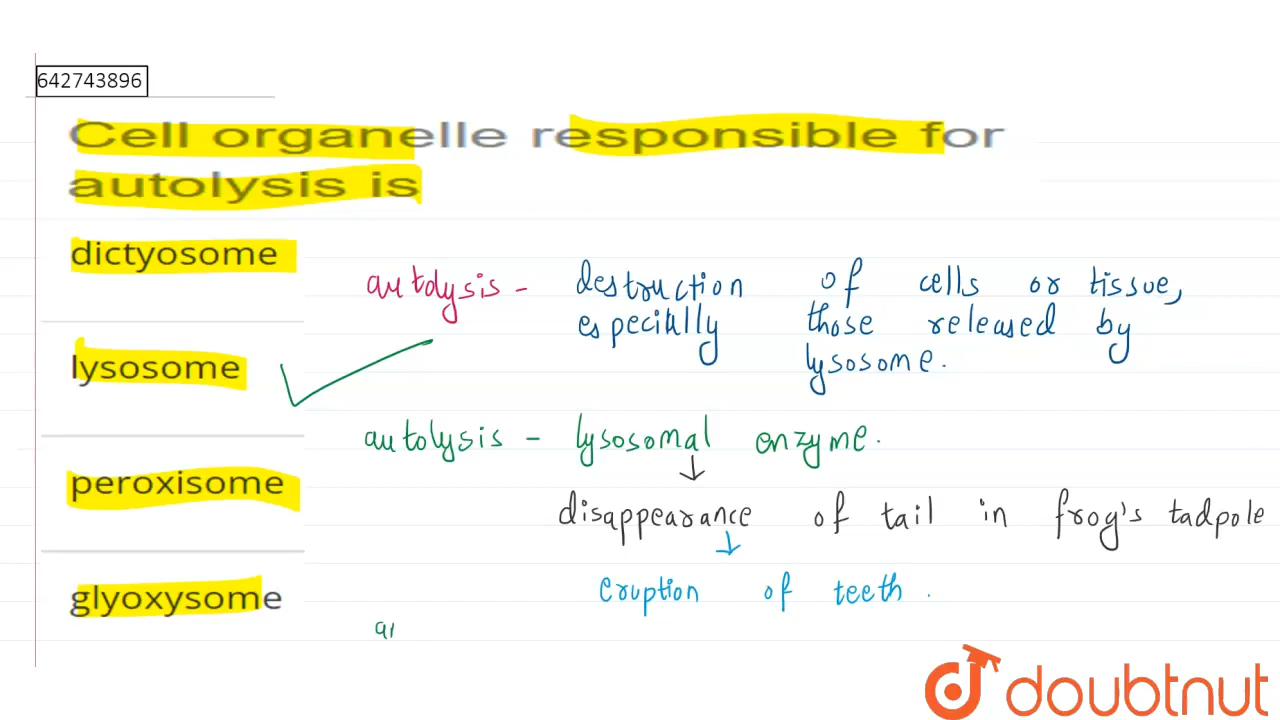 642743896
Cell organelle responsible for
autolysis is
dictyosome
autolysis - destruction of cells or tissue,
especially those released by
lysosome.
lysosome
autolysis - lysosomal enzyme.
↓
disappearance of tail in frog's tadpole
↓
peroxisome
eruption of teeth.
glyoxysome
doubtnut